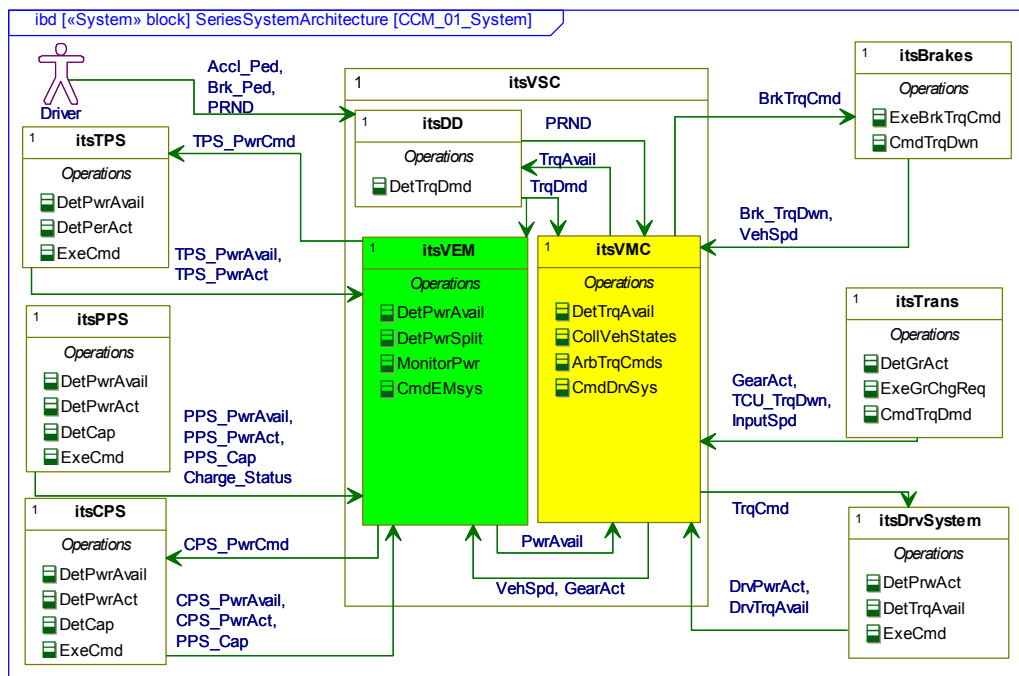 ibd [«System» block] SeriesSystemArchitecture [CCM_01_System]
Driver
Accl_Ped,
Brk_Ped,
PRND
1
itsTPS
Operations
DetPwrAvail
DetPerAct
ExeCmd
TPS_PwrCmd
TPS_PwrAvail,
TPS_PwrAct
1
itsPPS
Operations
DetPwrAvail
DetPwrAct
DetCap
ExeCmd
PPS_PwrAvail,
PPS_PwrAct,
PPS_Cap
Charge_Status
1
itsCPS
Operations
DetPwrAvail
DetPwrAct
DetCap
ExeCmd
CPS_PwrCmd
CPS_PwrAvail,
CPS_PwrAct,
PPS_Cap
1
itsVSC
1
itsDD
Operations
DetTrqDmd
PRND
TrqAvail
TrqDmd
1
itsVEM
Operations
DetPwrAvail
DetPwrSplit
MonitorPwr
CmdEMsys
1
itsVMC
Operations
DetTrqAvail
CollVehStates
ArbTrqCmds
CmdDrvSys
PwrAvail
VehSpd, GearAct
1
itsBrakes
Operations
ExeBrkTrqCmd
CmdTrqDwn
BrkTrqCmd
Brk_TrqDwn,
VehSpd
1
itsTrans
Operations
DetGrAct
ExeGrChgReq
CmdTrqDmd
GearAct,
TCU_TrqDwn,
InputSpd
TrqCmd
1
itsDrvSystem
Operations
DetPrwAct
DetTrqAvail
ExeCmd
DrvPwrAct,
DrvTrqAvail